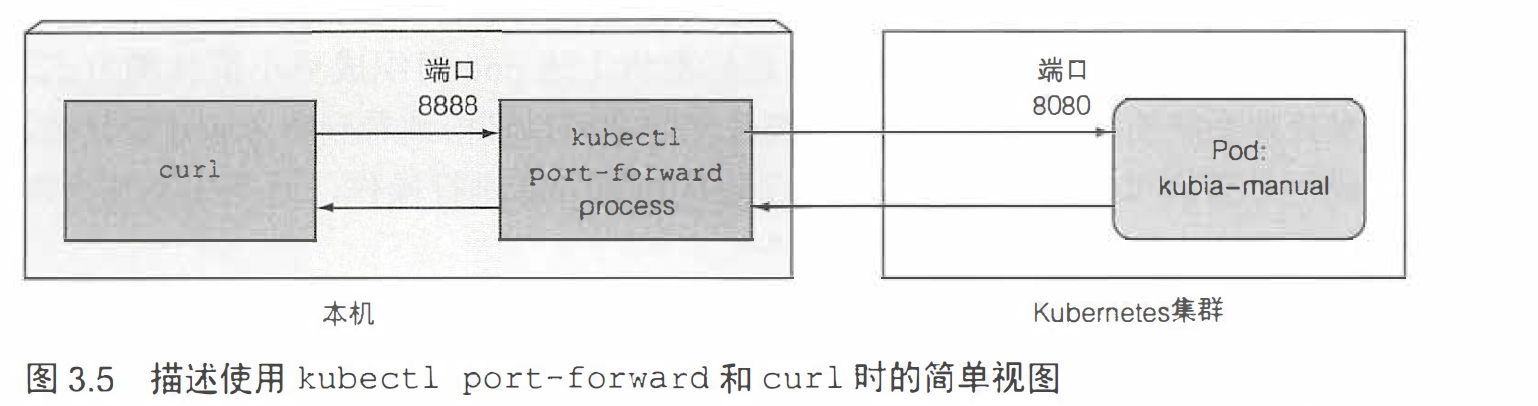 端口
8888
curl
kubectl
port-forward
process
端口
8080
Pod:
kubia-manual
本机
Kubernetes集群
图 3.5 描述使用 kubectl port-forward 和 curl 时的简单视图